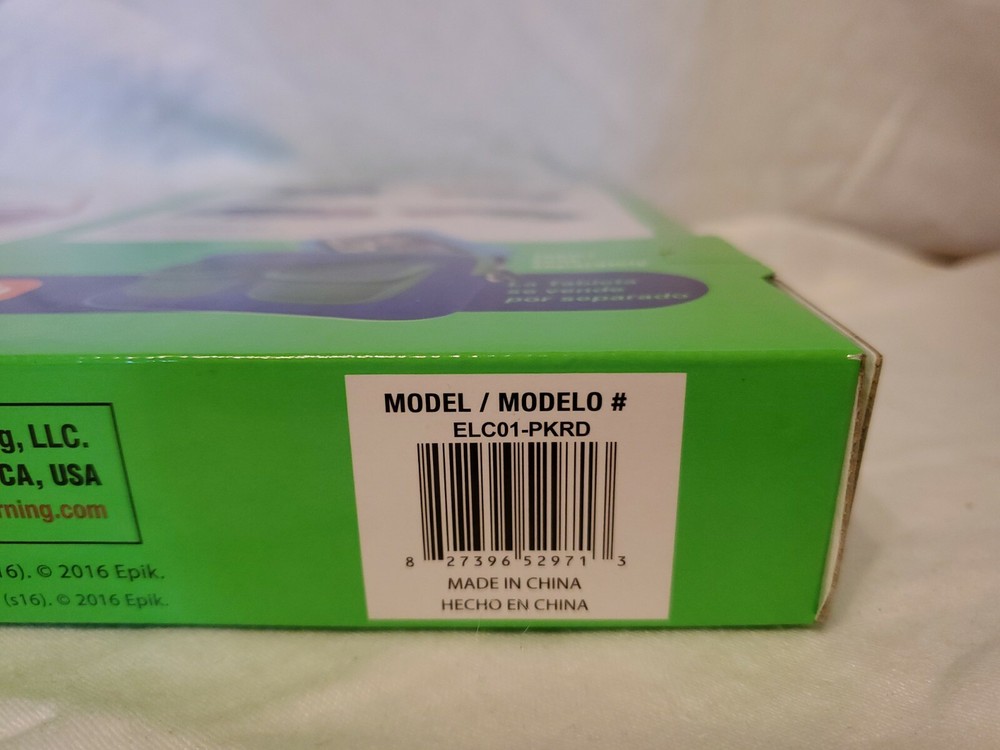 La Tableta
se vende
por separado
MODEL / MODELO #
ELC01-PKRD
8 27396 52971 3
MADE IN CHINA
HECHO EN CHINA
g, LLC.
CA, USA
rning.com
16). © 2016 Epik.
(s16). © 2016 Epik.